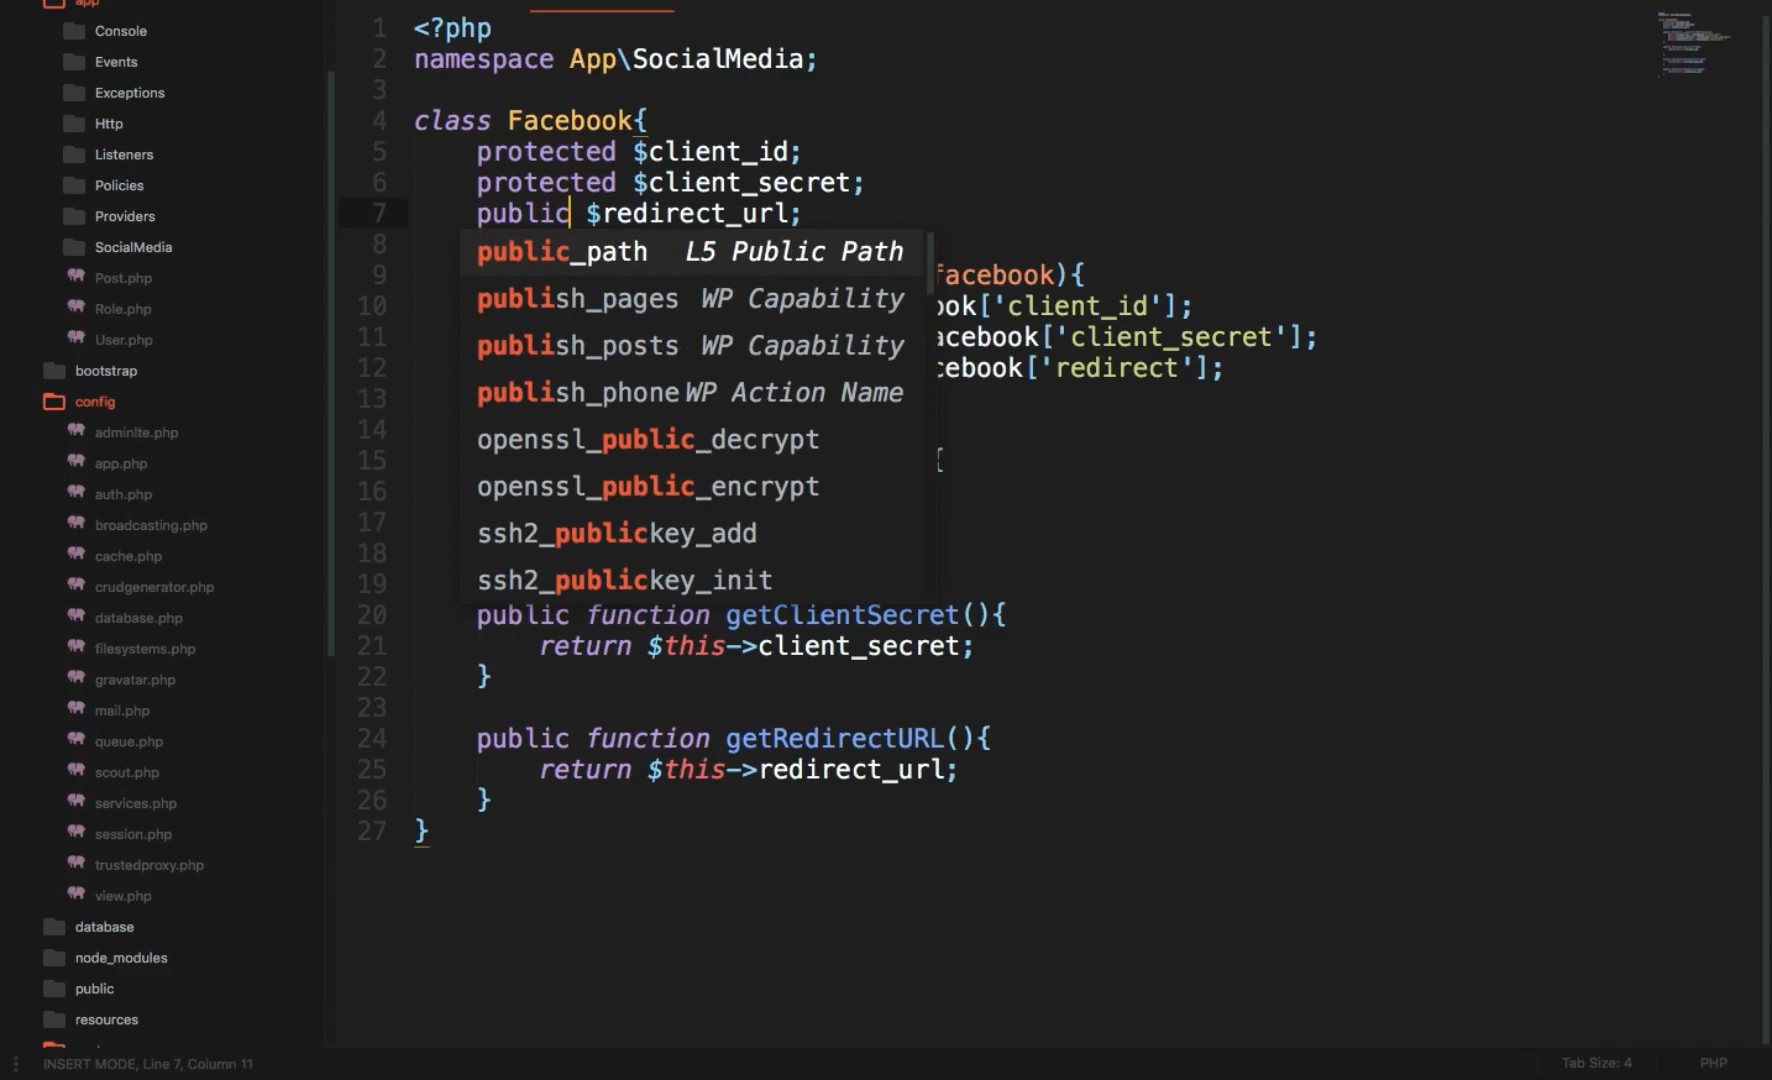 app
Console
Events
Exceptions
Http
Listeners
Policies
Providers
SocialMedia
Post.php
Role.php
User.php
bootstrap
config
adminlte.php
app.php
auth.php
broadcasting.php
cache.php
crudgenerator.php
database.php
filesystems.php
gravatar.php
mail.php
queue.php
scout.php
services.php
session.php
trustedproxy.php
view.php
database
node_modules
public
resources
1 <?php
2 namespace App\SocialMedia;
3
4 class Facebook{
5 protected $client_id;
6 protected $client_secret;
7 public $redirect_url;
8
9 facebook){
10 ook['client_id'];
11 acebook['client_secret'];
12 cebook['redirect'];
13
14
15 {
16
17
18
19
public_path L5 Public Path
publish_pages WP Capability
publish_posts WP Capability
publish_phone WP Action Name
openssl_public_decrypt
openssl_public_encrypt
ssh2_publickey_add
ssh2_publickey_init
20 public function getClientSecret(){
21 return $this->client_secret;
22 }
23
24 public function getRedirectURL(){
25 return $this->redirect_url;
26 }
27 }
INSERT MODE, Line 7, Column 11
Tab Size: 4
PHP